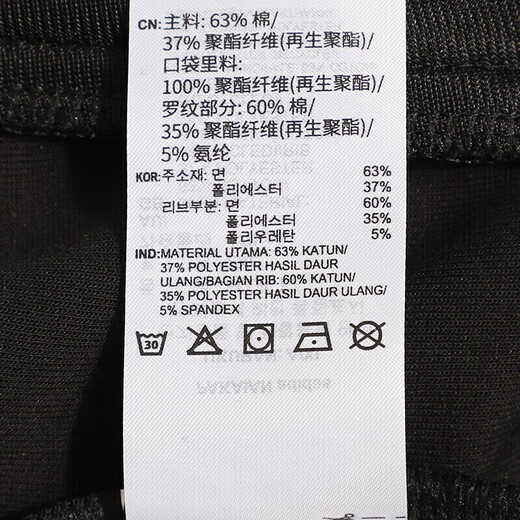 CN: 主料: 63% 棉/
37% 聚酯纤维(再生聚酯)/
口袋里料:
100% 聚酯纤维(再生聚酯)/
罗纹部分: 60% 棉/
35% 聚酯纤维(再生聚酯)/
5% 氨纶
KOR: 주소재: 면 63%
폴리에스터 37%
리브부분: 면 60%
폴리에스터 35%
폴리우레탄 5%
IND: MATERIAL UTAMA: 63% KATUN/
37% POLYESTER HASIL DAUR
ULANG/BAGIAN RIB: 60% KATUN/
35% POLYESTER HASIL DAUR ULANG/
5% SPANDEX
30
PAKAIAN adidas